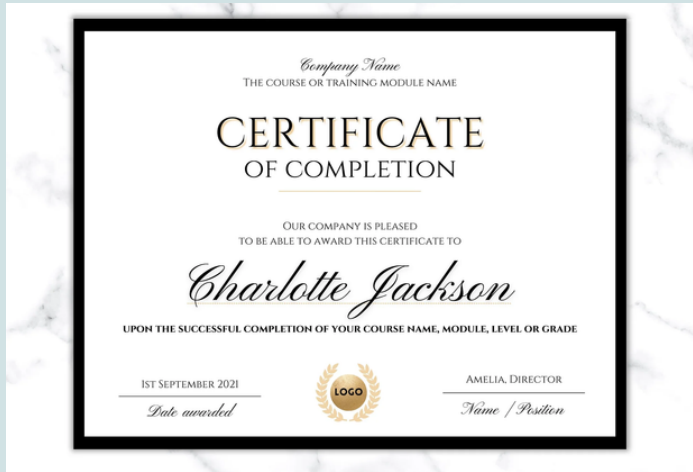 Company Name
THE COURSE OR TRAINING MODULE NAME
CERTIFICATE
OF COMPLETION
OUR COMPANY IS PLEASED
TO BE ABLE TO AWARD THIS CERTIFICATE TO
Charlotte Jackson
UPON THE SUCCESSFUL COMPLETION OF YOUR COURSE NAME, MODULE, LEVEL OR GRADE
1ST SEPTEMBER 2021
Date awarded
LOGO
AMELIA, DIRECTOR
Name / Position